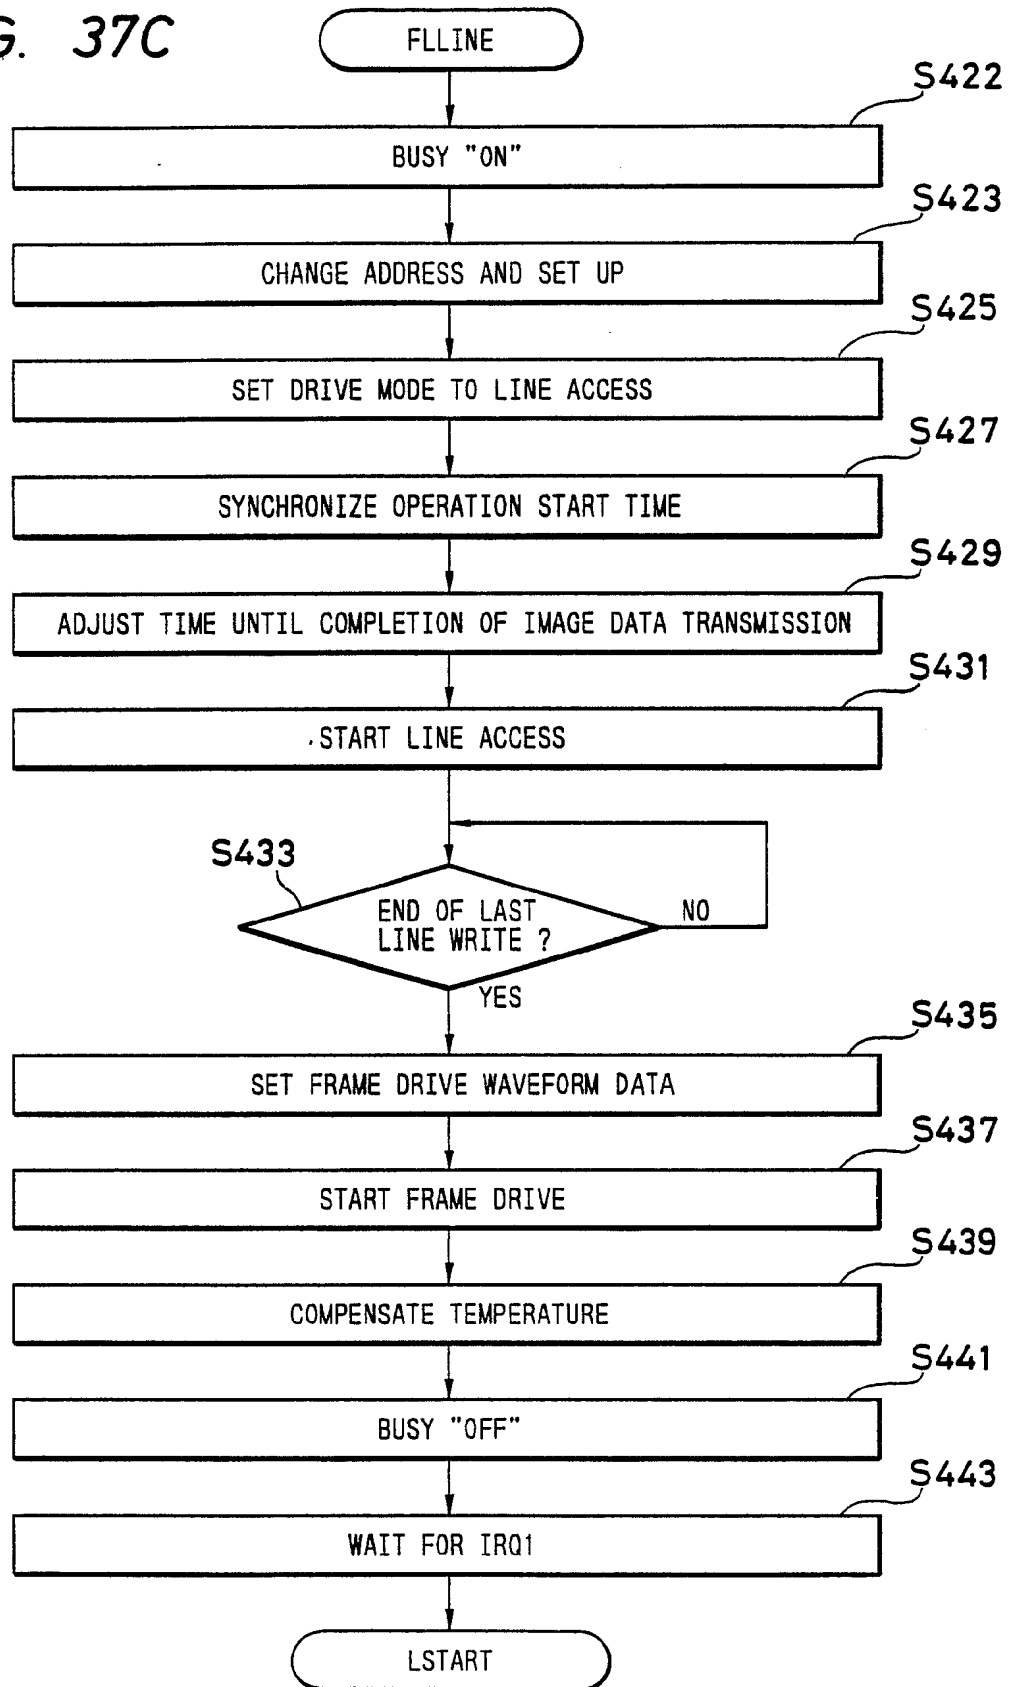 G. 37C
FLLINE
S422
BUSY "ON"
S423
CHANGE ADDRESS AND SET UP
S425
SET DRIVE MODE TO LINE ACCESS
S427
SYNCHRONIZE OPERATION START TIME
S429
ADJUST TIME UNTIL COMPLETION OF IMAGE DATA TRANSMISSION
S431
START LINE ACCESS
S433
END OF LAST
LINE WRITE ?
NO
YES
S435
SET FRAME DRIVE WAVEFORM DATA
S437
START FRAME DRIVE
S439
COMPENSATE TEMPERATURE
S441
BUSY "OFF"
S443
WAIT FOR IRQ1
LSTART